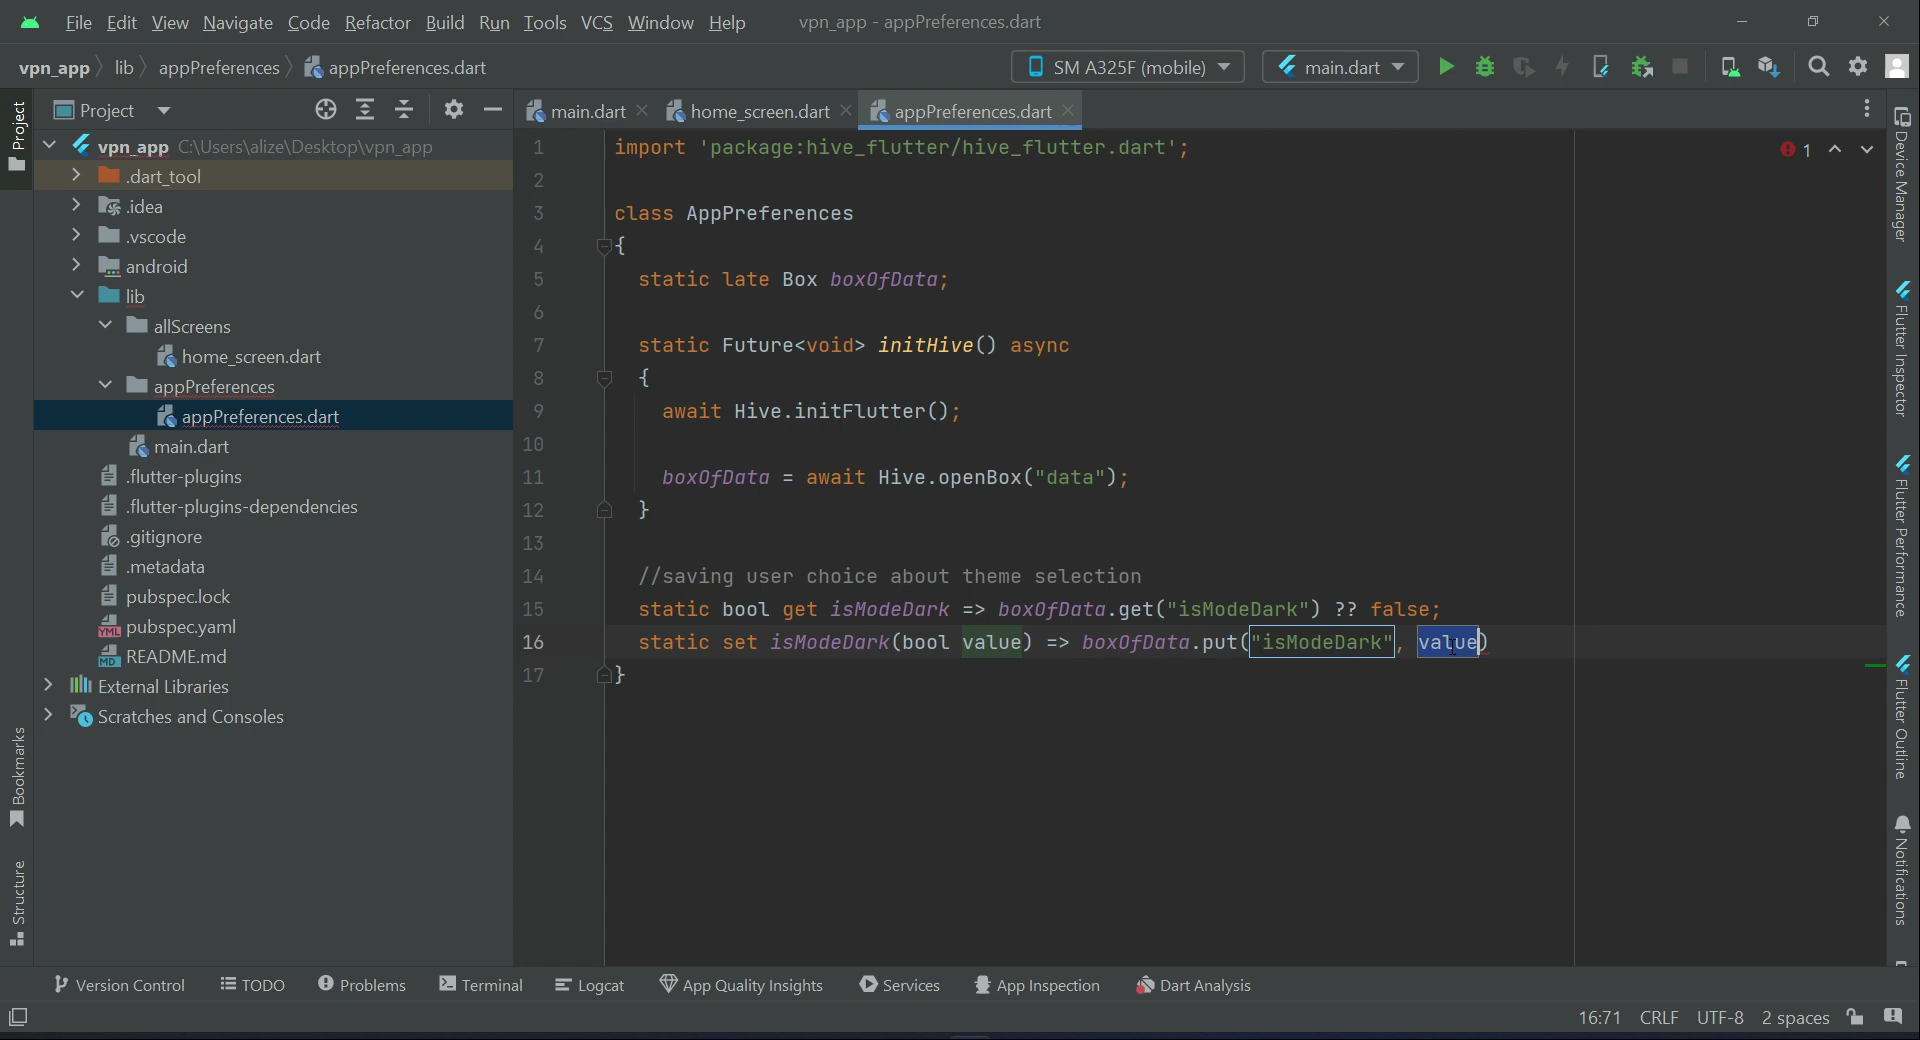 File Edit View Navigate Code Refactor Build Run Tools VCS Window Help vpn_app - appPreferences.dart
vpn_app lib appPreferences appPreferences.dart SM A325F (mobile) main.dart
Project
Project
main.dart
home_screen.dart
appPreferences.dart
vpn_app C:\Users\alize\Desktop\vpn_app
.dart_tool
.idea
.vscode
android
lib
allScreens
home_screen.dart
appPreferences
appPreferences.dart
main.dart
.flutter-plugins
.flutter-plugins-dependencies
.gitignore
.metadata
pubspec.lock
YML pubspec.yaml
MD README.md
External Libraries
Scratches and Consoles
Bookmarks
Structure
1 import 'package:hive_flutter/hive_flutter.dart';
2
3 class AppPreferences
4 {
5 static late Box boxOfData;
6
7 static Future<void> initHive() async
8 {
9 await Hive.initFlutter();
10
11 boxOfData = await Hive.openBox("data");
12 }
13
14 //saving user choice about theme selection
15 static bool get isModeDark => boxOfData.get("isModeDark") ?? false;
16 static set isModeDark(bool value) => boxOfData.put("isModeDark", value)
17 }
1
Device Manager
Flutter Inspector
Flutter Performance
Flutter Outline
Notifications
Version Control TODO Problems Terminal Logcat App Quality Insights Services App Inspection Dart Analysis
16:71 CRLF UTF-8 2 spaces